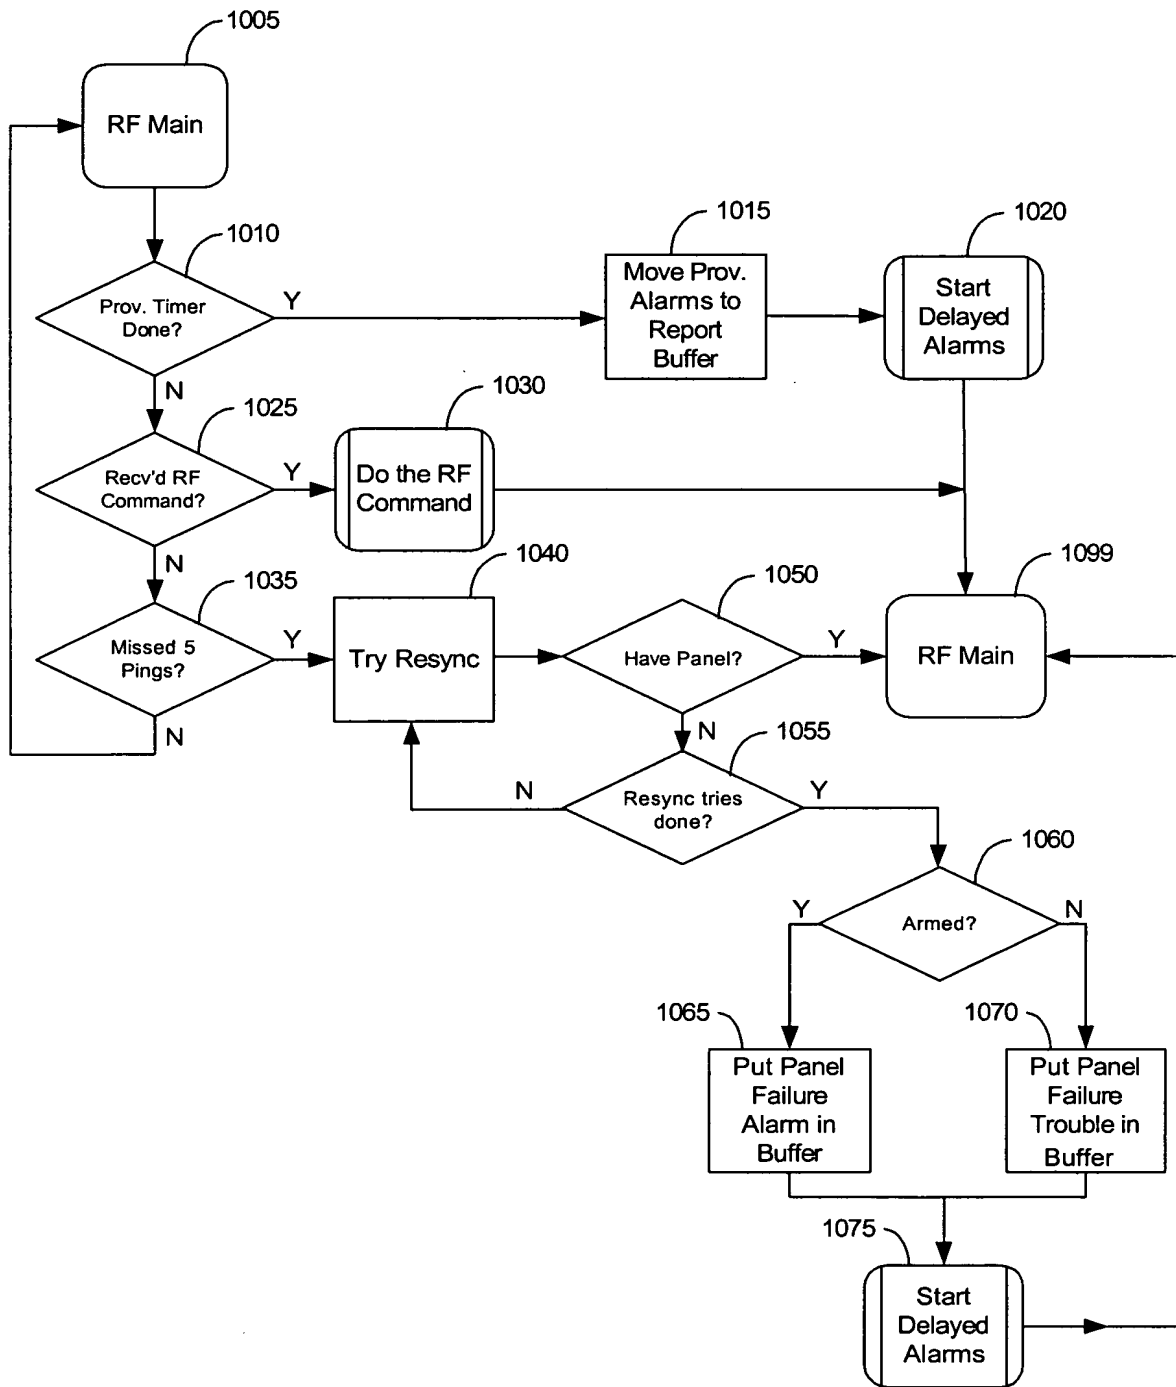 1005
RF Main
1010
Prov. Timer
Done?
Y
N
1015
Move Prov.
Alarms to
Report
Buffer
1020
Start
Delayed
Alarms
1025
Recv'd RF
Command?
Y
N
1030
Do the RF
Command
1035
Missed 5
Pings?
Y
N
1040
Try Resync
1050
Have Panel?
Y
N
1099
RF Main
1055
Resync tries
done?
N
Y
1060
Armed?
Y
N
1065
Put Panel
Failure
Alarm in
Buffer
1070
Put Panel
Failure
Trouble in
Buffer
1075
Start
Delayed
Alarms